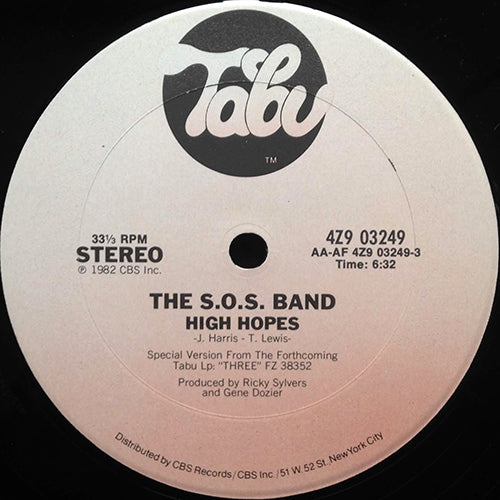 Tabu
TM
33⅓ RPM
STEREO
℗ 1982 CBS Inc.
4Z9 03249
AA-AF 4Z9 03249-3
Time: 6:32
THE S.O.S. BAND
HIGH HOPES
-J. Harris - T. Lewis-
Special Version From The Forthcoming
Tabu Lp: "THREE" FZ 38352
Produced by Ricky Sylvers
and Gene Dozier
Distributed by CBS Records/CBS Inc./51 W. 52 St., New York City